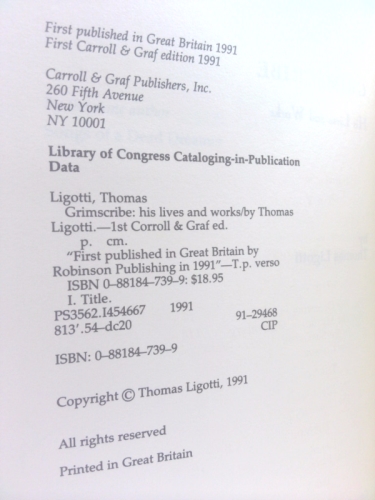 First published in Great Britain 1991
First Carroll & Graf edition 1991
Carroll & Graf Publishers, Inc.
260 Fifth Avenue
New York
NY 10001
Library of Congress Cataloging-in-Publication
Data
Ligotti, Thomas
Grimscribe: his lives and works/by Thomas
Ligotti.—1st Corroll & Graf ed.
p. cm.
"First published in Great Britain by
Robinson Publishing in 1991"—T.p. verso
ISBN 0–88184–739–9: $18.95
I. Title.
PS3562.I454667 1991
813'.54–dc20 91–29468
CIP
ISBN: 0–88184–739–9
Copyright © Thomas Ligotti, 1991
All rights reserved
Printed in Great Britain